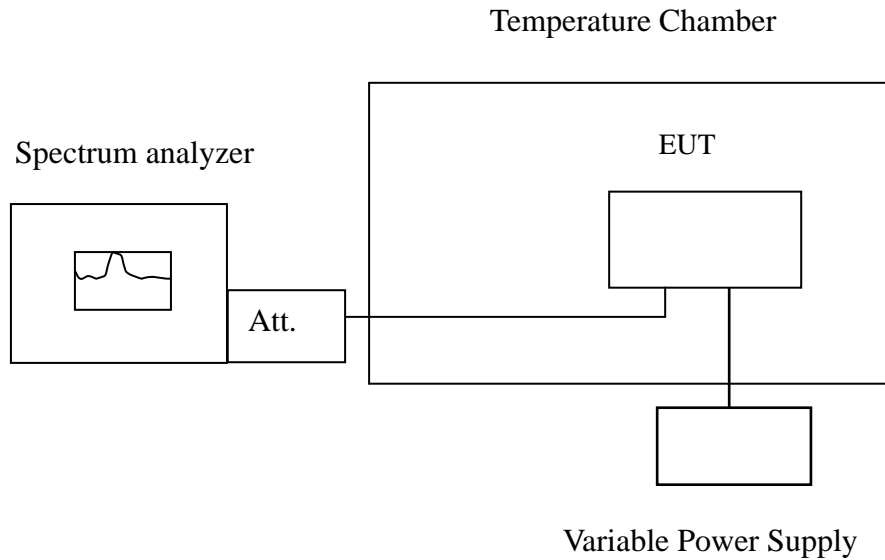 Temperature Chamber
Spectrum analyzer
EUT
Att.
Variable Power Supply